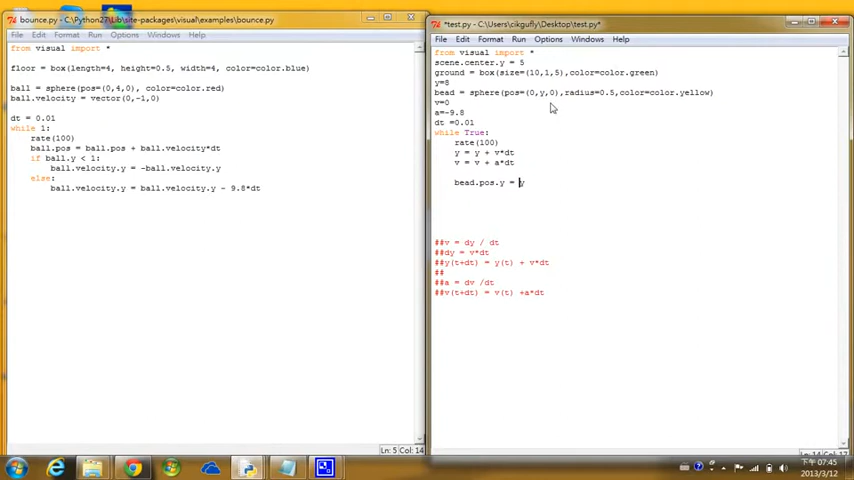 bounce.py - C:\Python27\Lib\site-packages\visual\examples\bounce.py
File Edit Format Run Options Windows Help
from visual import *
floor = box(length=4, height=0.5, width=4, color=color.blue)
ball = sphere(pos=(0,4,0), color=color.red)
ball.velocity = vector(0,-1,0)
dt = 0.01
while 1:
rate(100)
ball.pos = ball.pos + ball.velocity*dt
if ball.y < 1:
ball.velocity.y = -ball.velocity.y
else:
ball.velocity.y = ball.velocity.y - 9.8*dt
Ln: 5 Col: 14
*test.py - C:\Users\cikgufly\Desktop\test.py*
File Edit Format Run Options Windows Help
from visual import *
scene.center.y = 5
ground = box(size=(10,1,5),color=color.green)
y=8
bead = sphere(pos=(0,y,0),radius=0.5,color=color.yellow)
v=0
a=-9.8
dt =0.01
while True:
rate(100)
y = y + v*dt
v = v + a*dt
bead.pos.y = y
##v = dy / dt
##dy = v*dt
##y(t+dt) = y(t) + v*dt
##
##a = dv /dt
##v(t+dt) = v(t) +a*dt
下午 07:45
2013/3/12